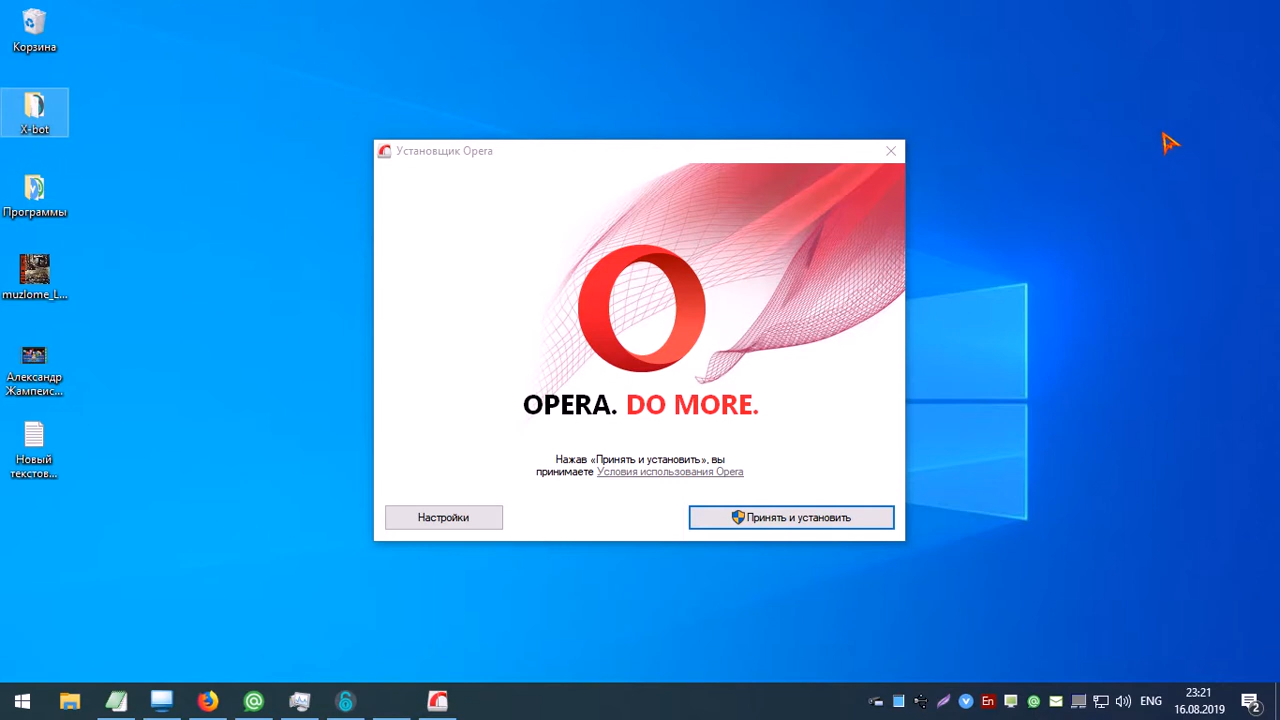 Корзина
X-bot
Программы
muzlome_L...
Александр
Жампейс...
Новый
текстов...
Установщик Opera
OPERA. DO MORE.
Нажав «Принять и установить», вы
принимаете Условия использования Opera
Настройки
Принять и установить
En
ENG
23:21
16.08.2019
2